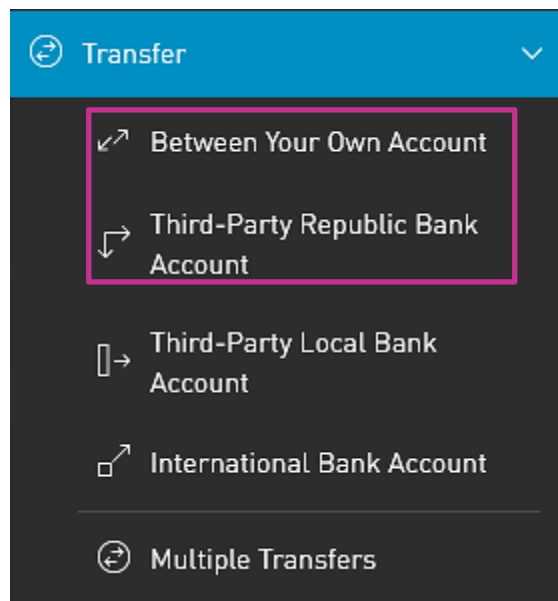 Transfer
Between Your Own Account
Third-Party Republic Bank
Account
Third-Party Local Bank
Account
International Bank Account
Multiple Transfers